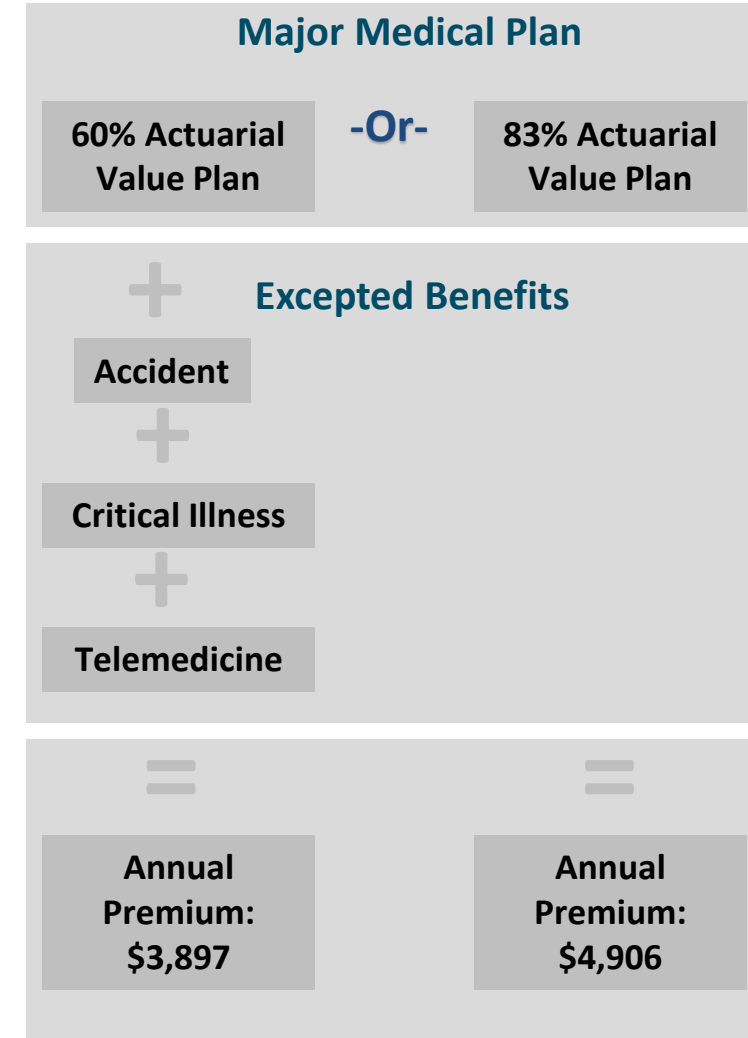 Major Medical Plan
60% Actuarial
Value Plan
-Or-
83% Actuarial
Value Plan
+
Excepted Benefits
Accident
+
Critical Illness
+
Telemedicine
=
=
Annual
Premium:
$3,897
Annual
Premium:
$4,906